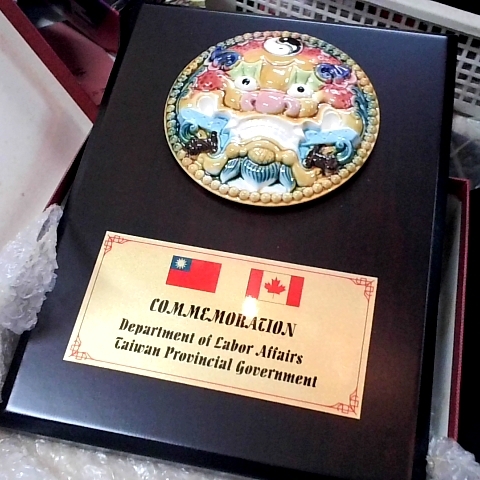 COMMEMORATION
Department of Labor Affairs
Taiwan Provincial Government